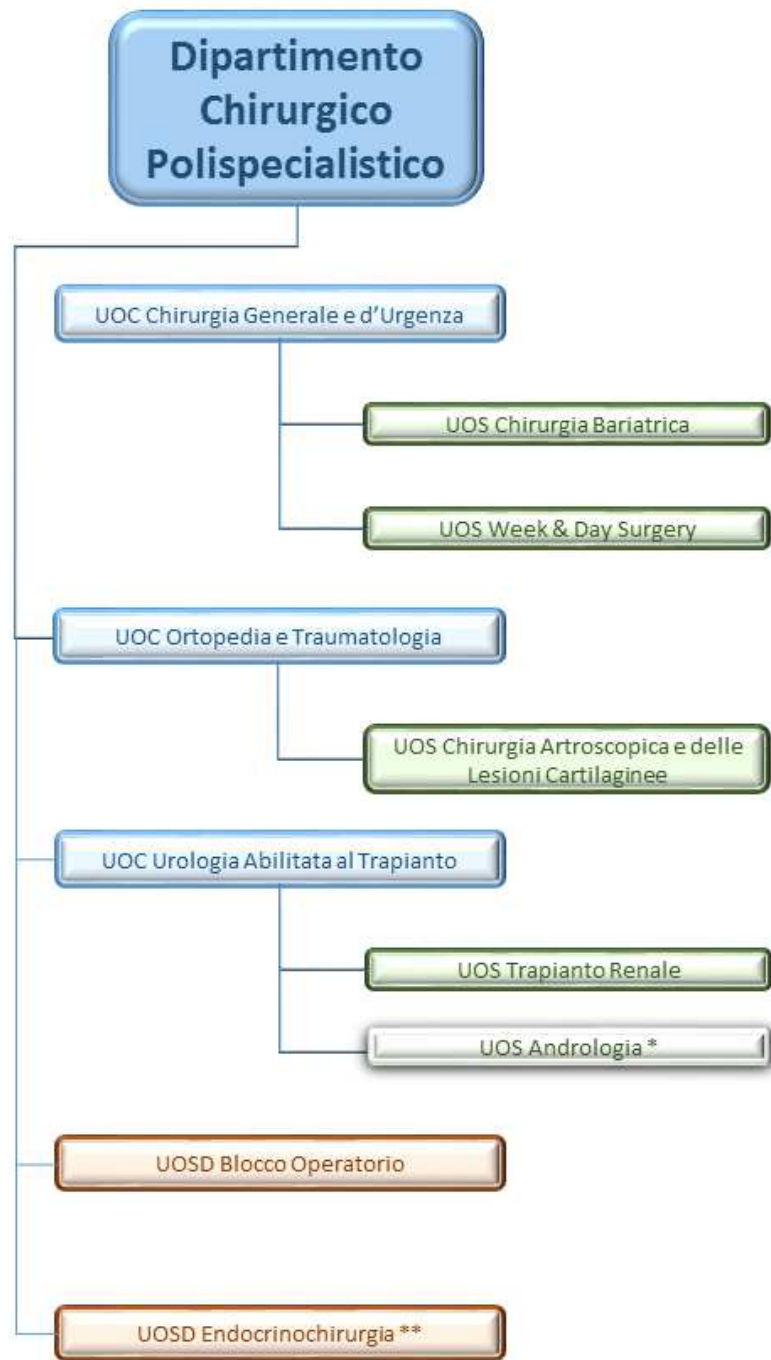 Dipartimento
Chirurgico
Polispecialistico
UOC Chirurgia Generale e d’Urgenza
UOS Chirurgia Bariatrica
UOS Week & Day Surgery
UOC Ortopedia e Traumatologia
UOS Chirurgia Artroscopica e delle
Lesioni Cartilaginee
UOC Urologia Abilitata al Trapianto
UOS Trapianto Renale
UOS Andrologia *
UOSD Blocco Operatorio
UOSD Endocrinochirurgia **